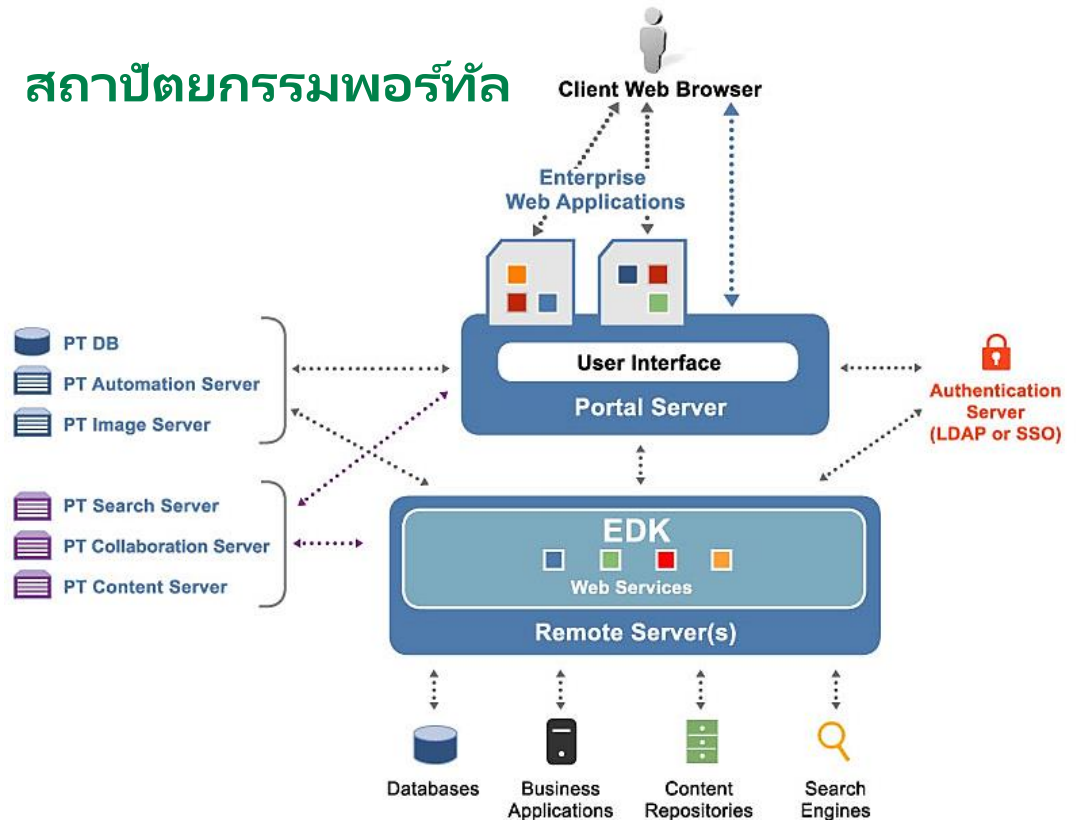 สถาปัตยกรรมพอร์ทัล
Client Web Browser
Enterprise
Web Applications
PT DB
PT Automation Server
PT Image Server
User Interface
Portal Server
Authentication
Server
(LDAP or SSO)
PT Search Server
PT Collaboration Server
PT Content Server
EDK
Web Services
Remote Server(s)
Databases
Business
Applications
Content
Repositories
Search
Engines